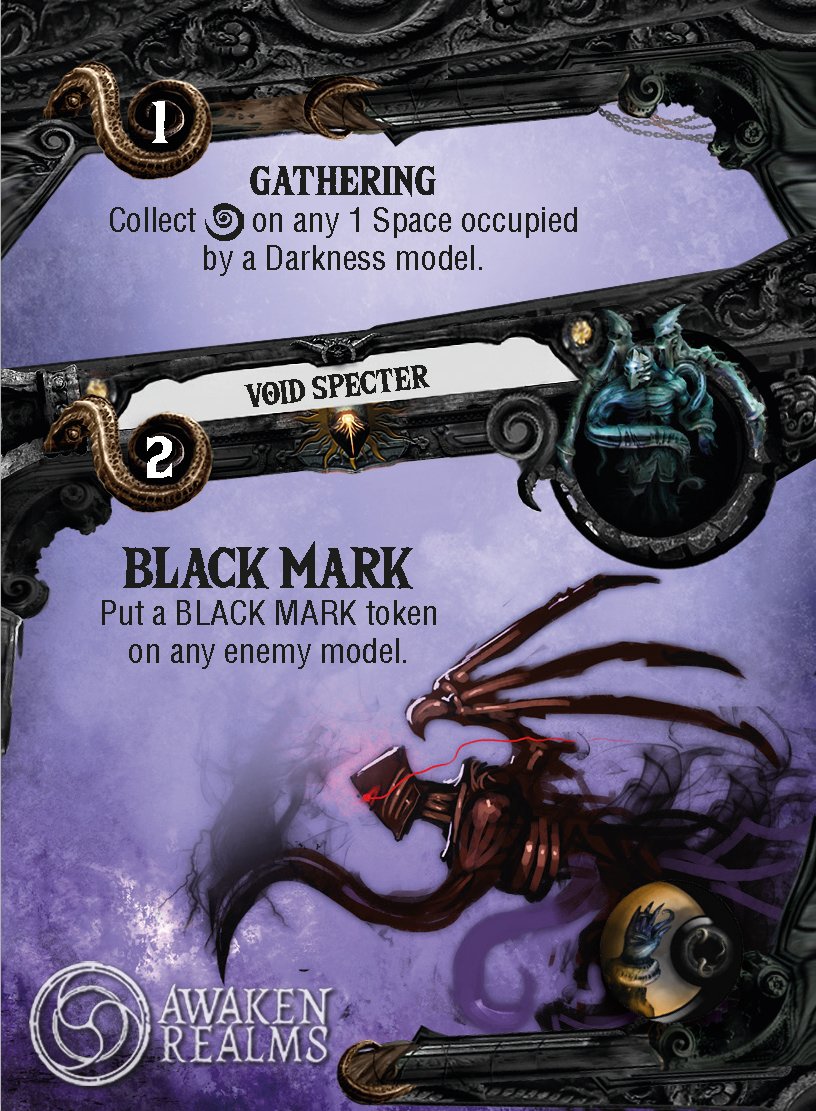 1
GATHERING
Collect on any 1 Space occupied
by a Darkness model.
VOID SPECTER
2
BLACK MARK
Put a BLACK MARK token
on any enemy model.
AWAKEN
REALMS